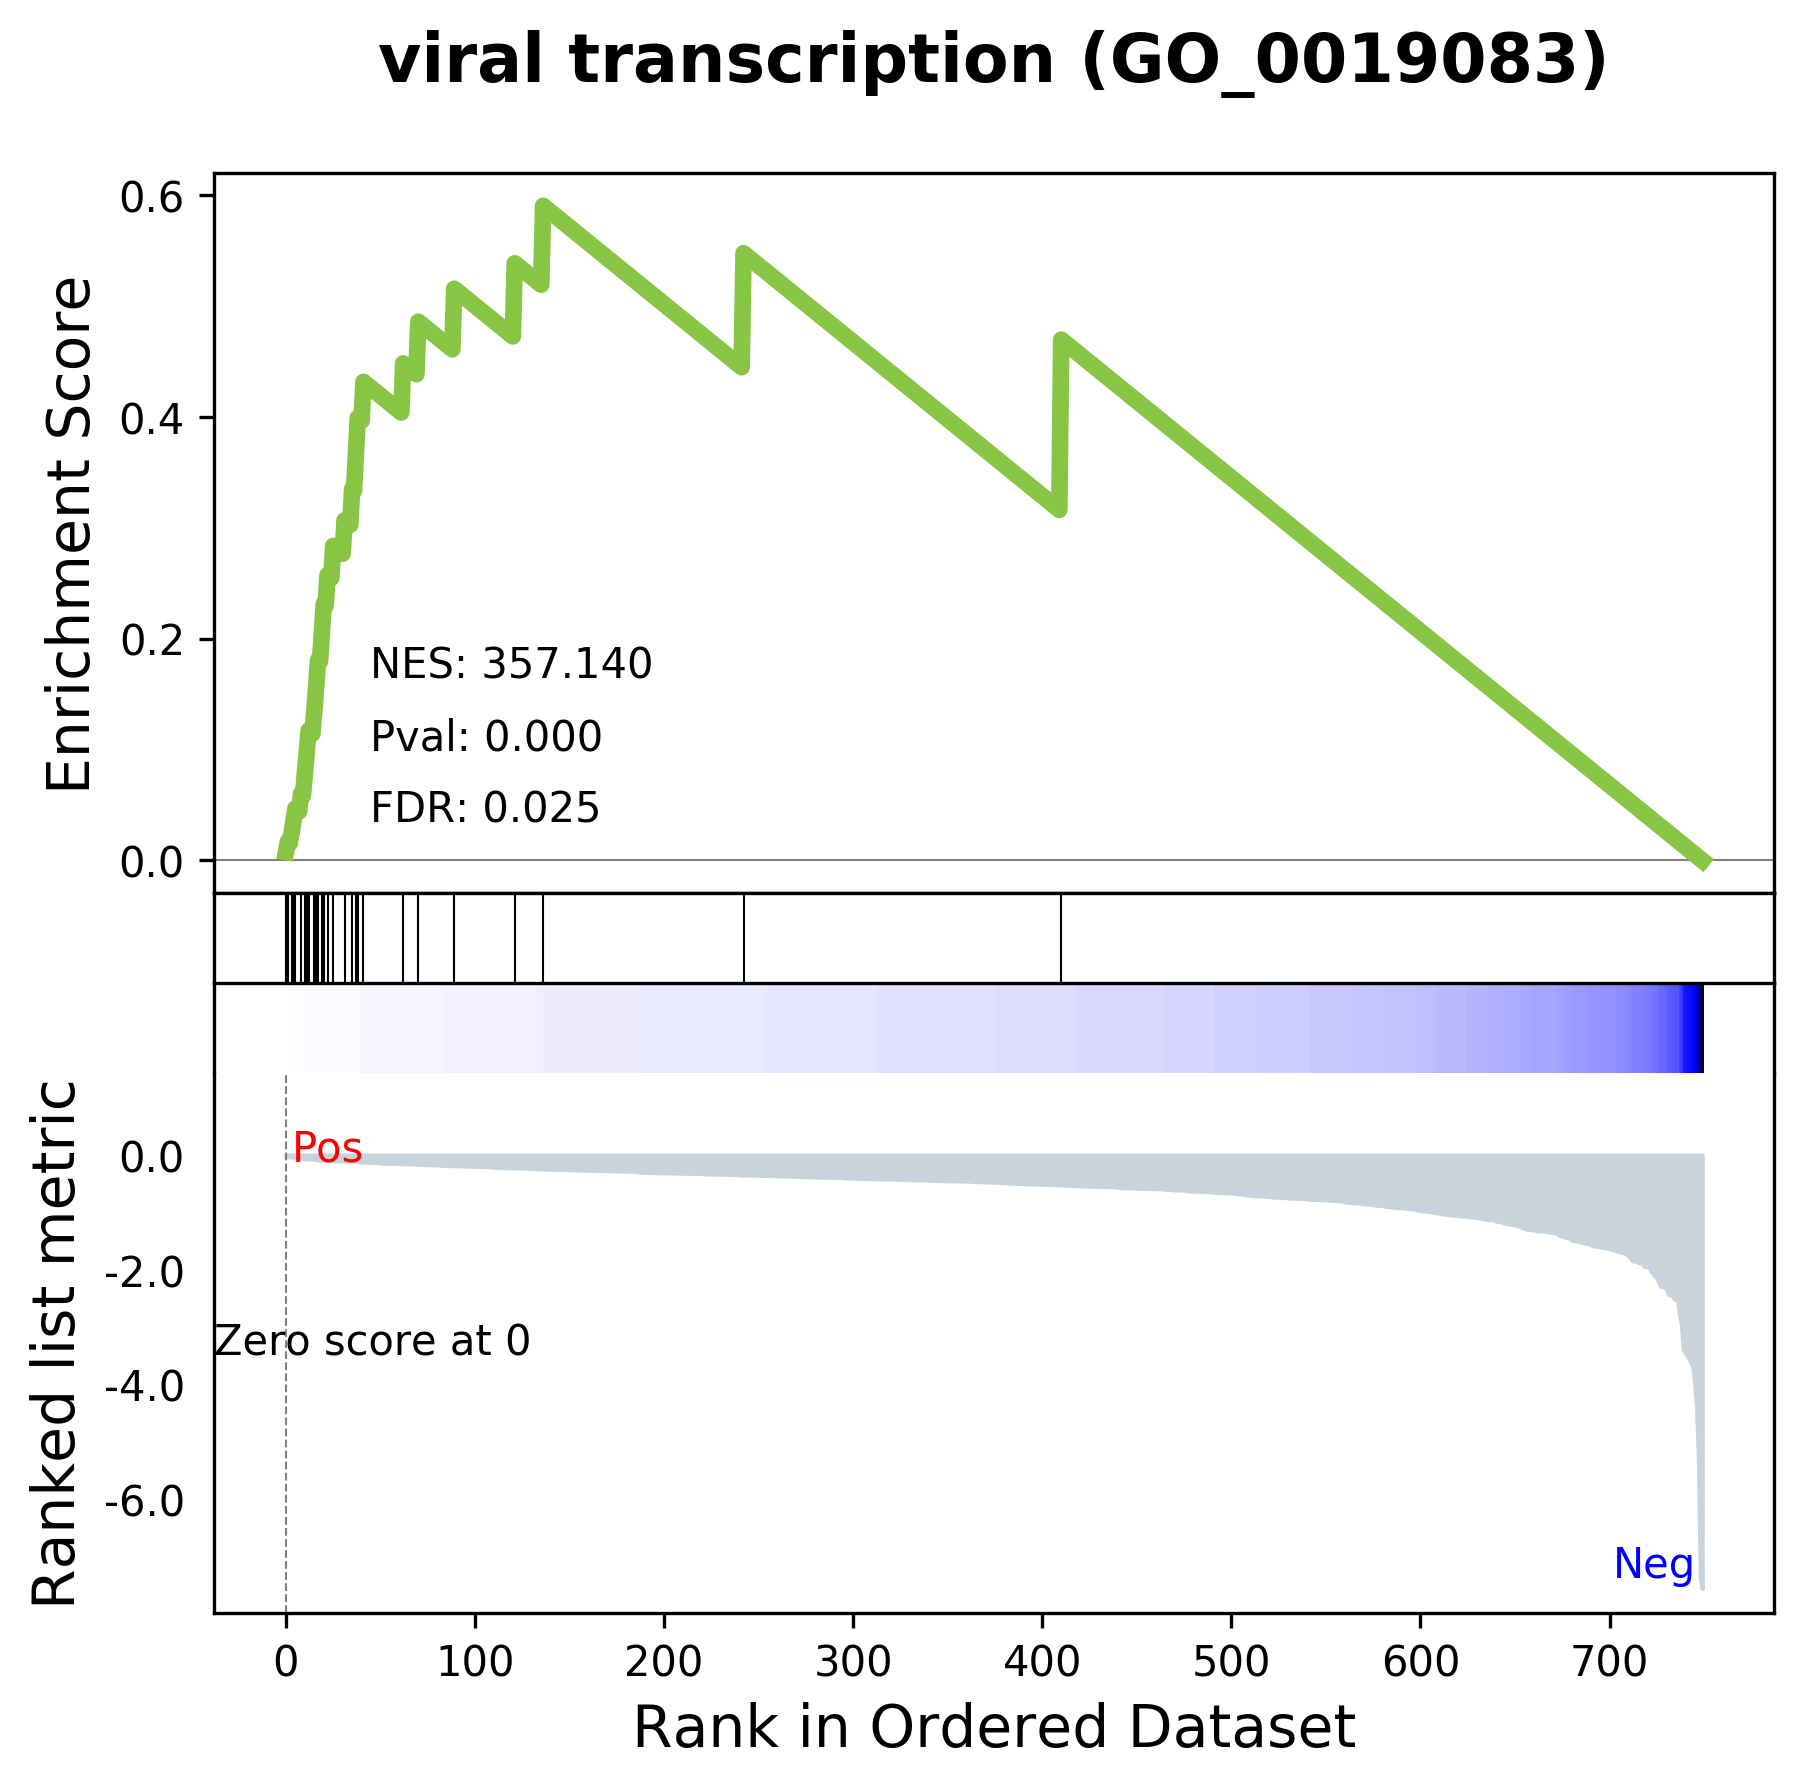 viral transcription (GO_0019083)
Enrichment Score
0.6
0.4
0.2
0.0
NES: 357.140
Pval: 0.000
FDR: 0.025
Ranked list metric
0.0
-2.0
-4.0
-6.0
Pos
Zero score at 0
Neg
0 100 200 300 400 500 600 700
Rank in Ordered Dataset